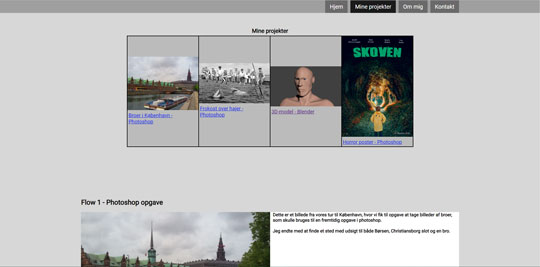 Hjem Mine projekter Om mig Kontakt
Mine projekter
SKOVEN
Broer i København -
Photoshop
Frokost over højer -
Photoshop
3D model - Blender
Horror poster - Photoshop
Flow 1 - Photoshop opgave
Dette er et billede fra vores tur til København, hvor vi fik til opgave at tage billeder af broer,
som skulle bruges til en fremtidig opgave i photoshop.
Jeg endte med at finde et sted med udsigt til både Børsen, Christiansborg slot og en bro.